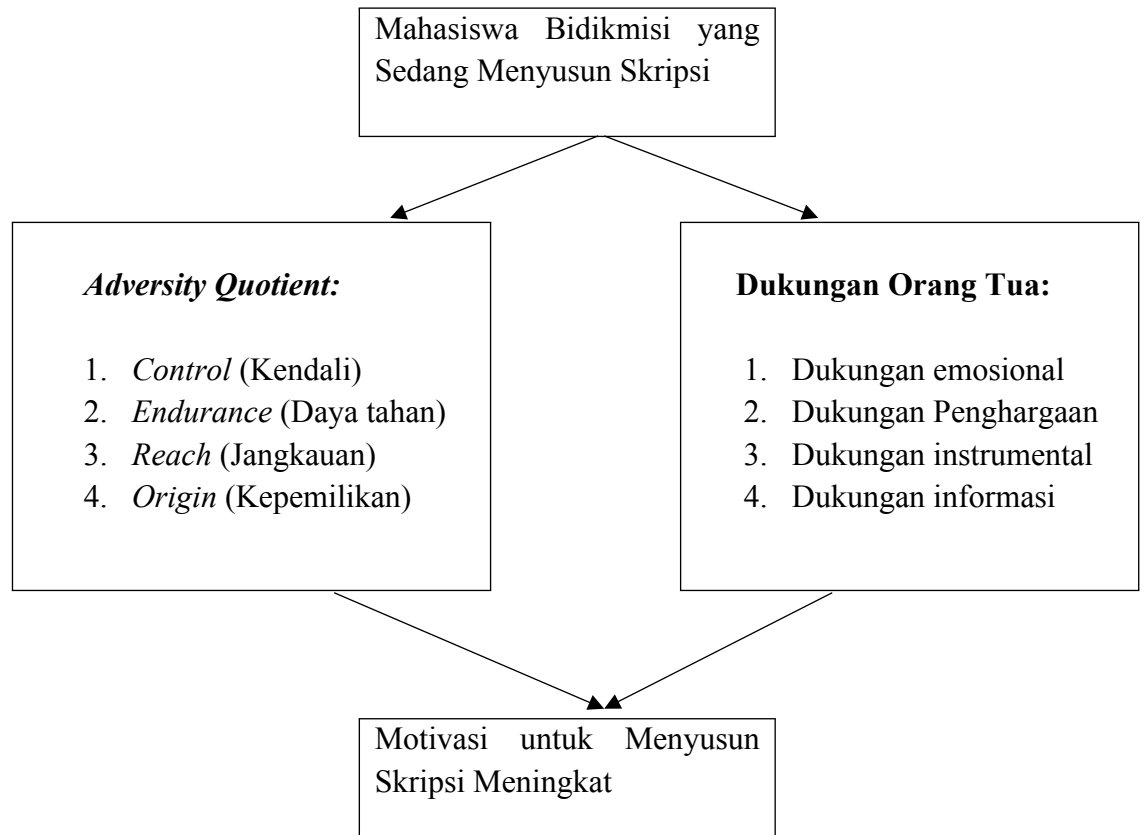 Mahasiswa Bidikmisi yang
Sedang Menyusun Skripsi
Adversity Quotient:
1. Control (Kendali)
2. Endurance (Daya tahan)
3. Reach (Jangkauan)
4. Origin (Kepemilikan)
Dukungan Orang Tua:
1. Dukungan emosional
2. Dukungan Penghargaan
3. Dukungan instrumental
4. Dukungan informasi
Motivasi untuk Menyusun
Skripsi Meningkat